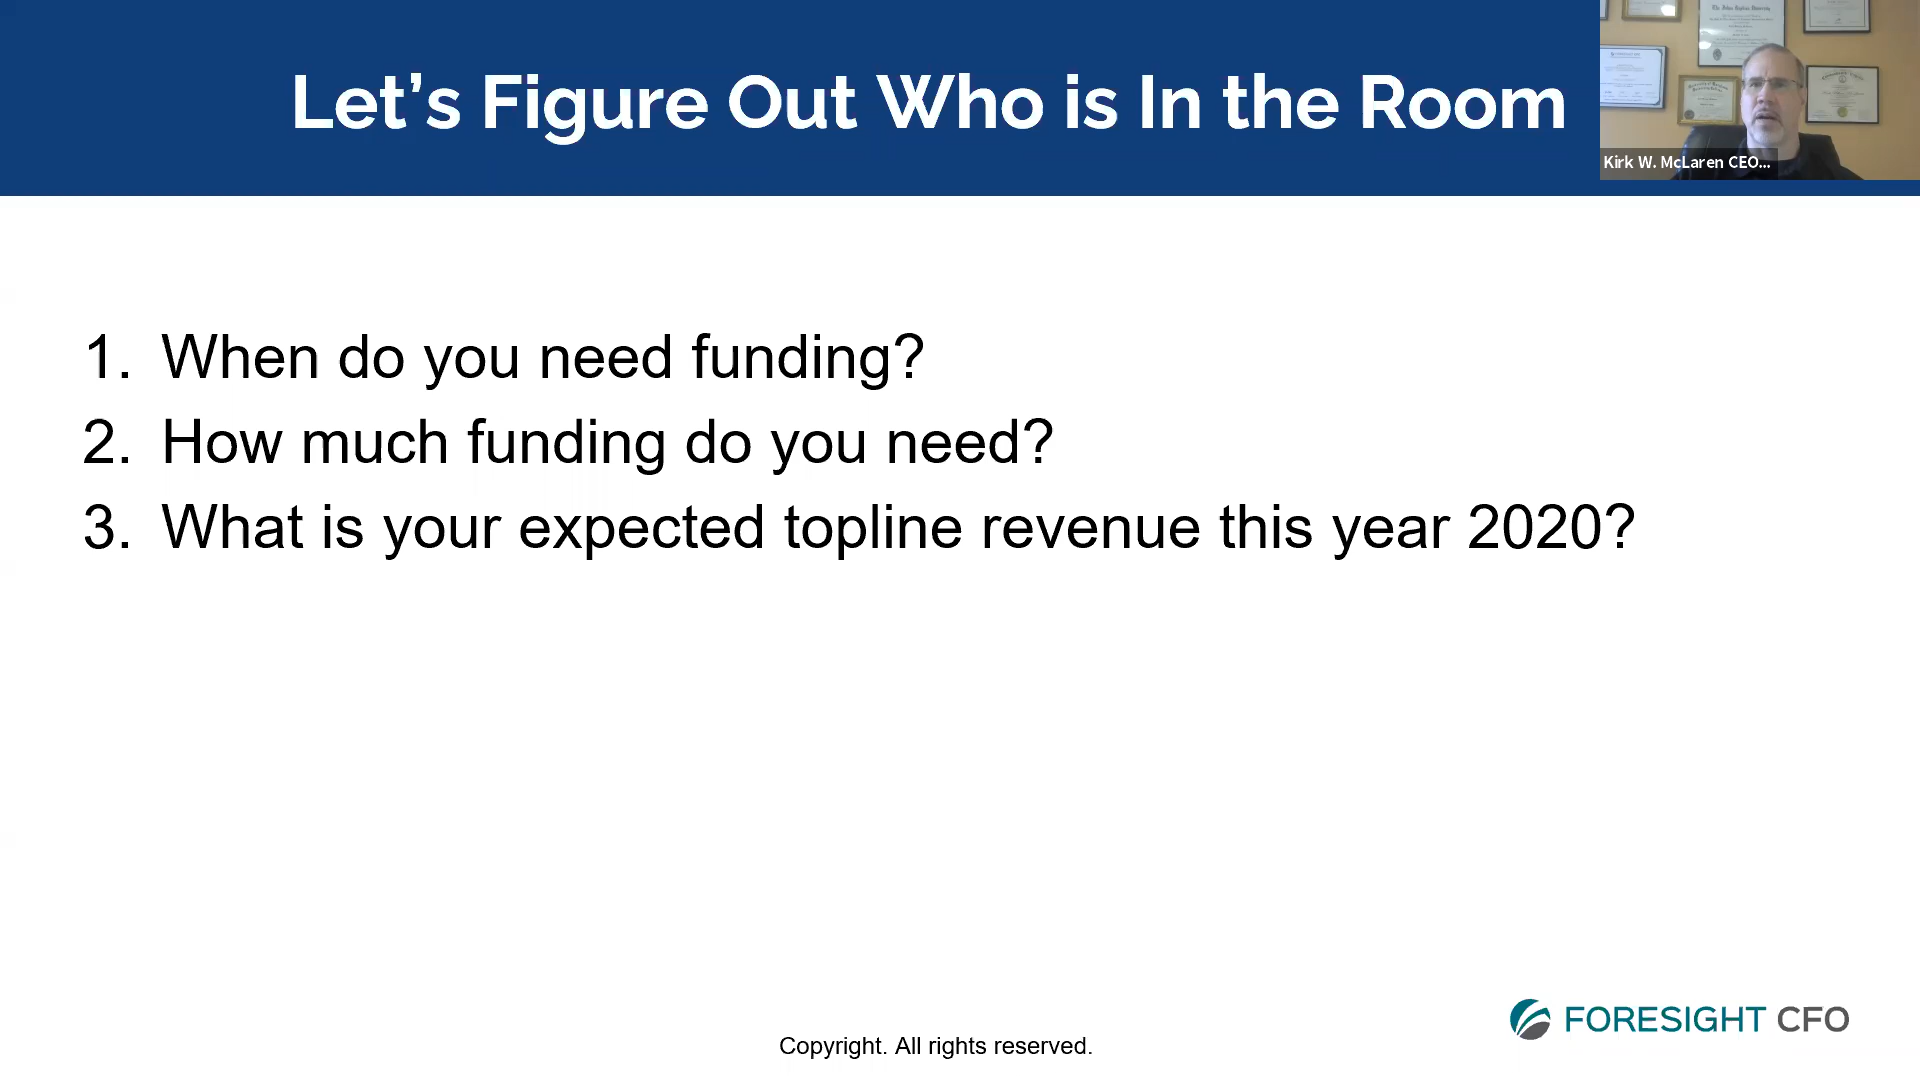 Let’s Figure Out Who is In the Room
Kirk W. McLaren CEO...
1. When do you need funding?
2. How much funding do you need?
3. What is your expected topline revenue this year 2020?
FORESIGHT CFO
Copyright. All rights reserved.